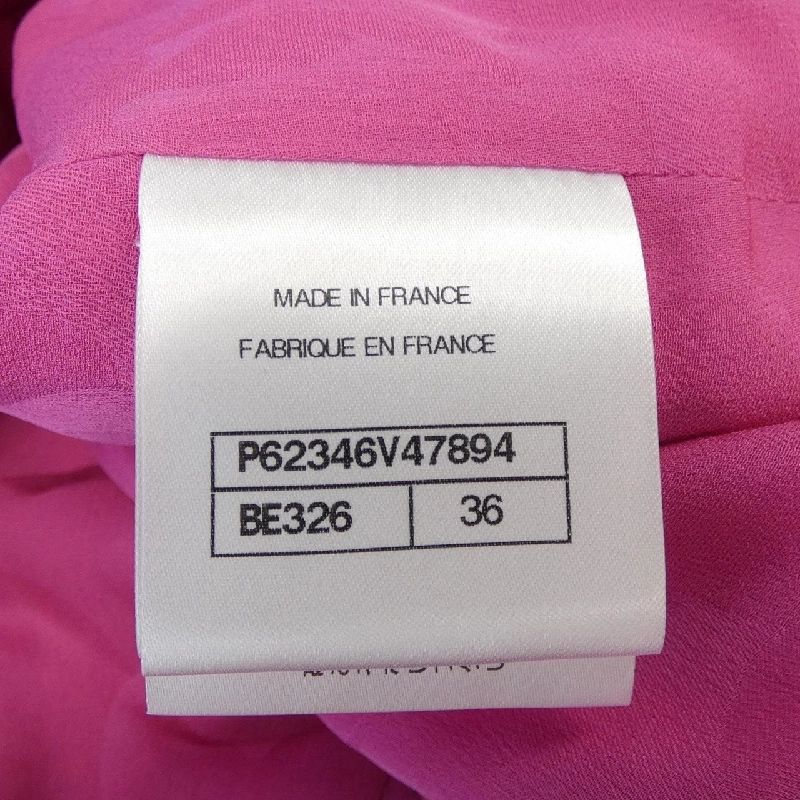 MADE IN FRANCE
FABRIQUE EN FRANCE
P62346V47894
BE326 36